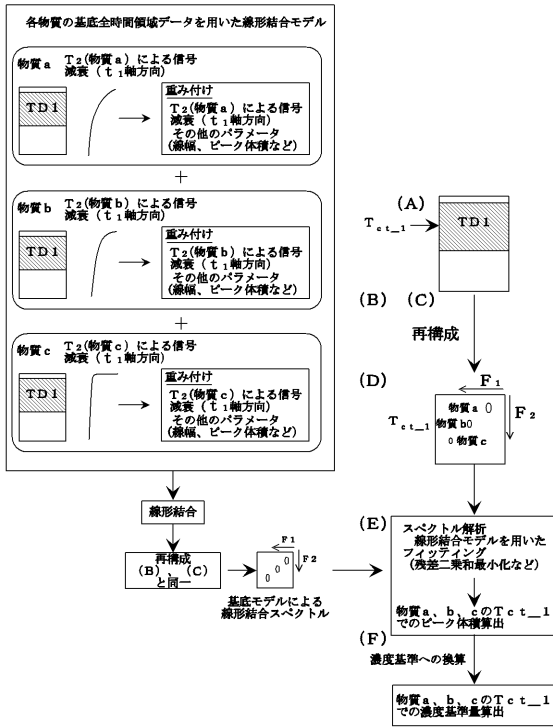 各物質の基底全時間領域データを用いた線形結合モデル
物質a
T₂(物質a)による信号
減衰(t₁軸方向)
TD1
重み付け
T₂(物質a)による信号
減衰(t₁軸方向)
その他のパラメータ
(線幅、ピーク体積など)
+
物質b
T₂(物質b)による信号
減衰(t₁軸方向)
TD1
重み付け
T₂(物質b)による信号
減衰(t₁軸方向)
その他のパラメータ
(線幅、ピーク体積など)
+
物質c
T₂(物質c)による信号
減衰(t₁軸方向)
TD1
重み付け
T₂(物質c)による信号
減衰(t₁軸方向)
その他のパラメータ
(線幅、ピーク体積など)
線形結合
再構成
(B)、(C)
と同一
F1
F2
基底モデルによる
線形結合スペクトル
(A)
Tct_1
TD1
(B) (C)
再構成
(D)
F1
F2
Tct_1
物質a
物質b
物質c
(E)
スペクトル解析
線形結合モデルを用いた
フィッティング
(残差二乗和最小化など)
物質a、b、cのTct_1
でのピーク体積算出
(F)
濃度基準への換算
物質a、b、cのTct_1
での濃度基準量算出